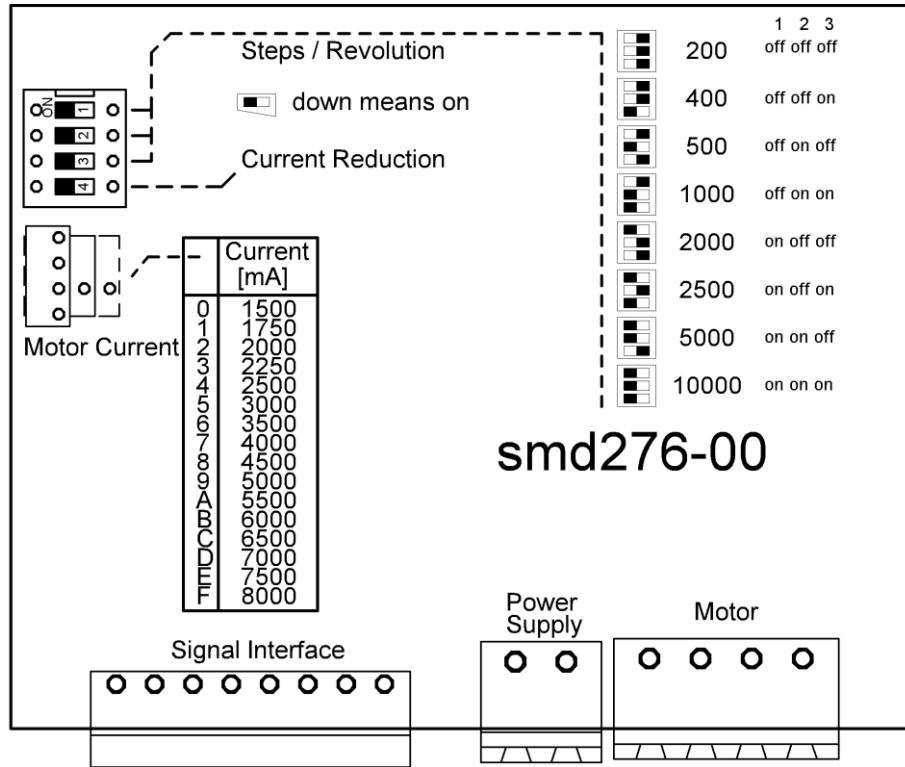 1 2 3
Steps / Revolution
200 off off off
ON
1
down means on
400 off off on
2
500 off on off
3
Current Reduction
4
1000 off on on
2000 on off off
Current
[mA]
2500 on off on
0 1500
1 1750
Motor Current
2 2000
5000 on on off
3 2250
4 2500
10000 on on on
5 3000
6 3500
7 4000
8 4500
smd276-00
9 5000
A 5500
B 6000
C 6500
D 7000
E 7500
F 8000
Power
Supply
Motor
Signal Interface